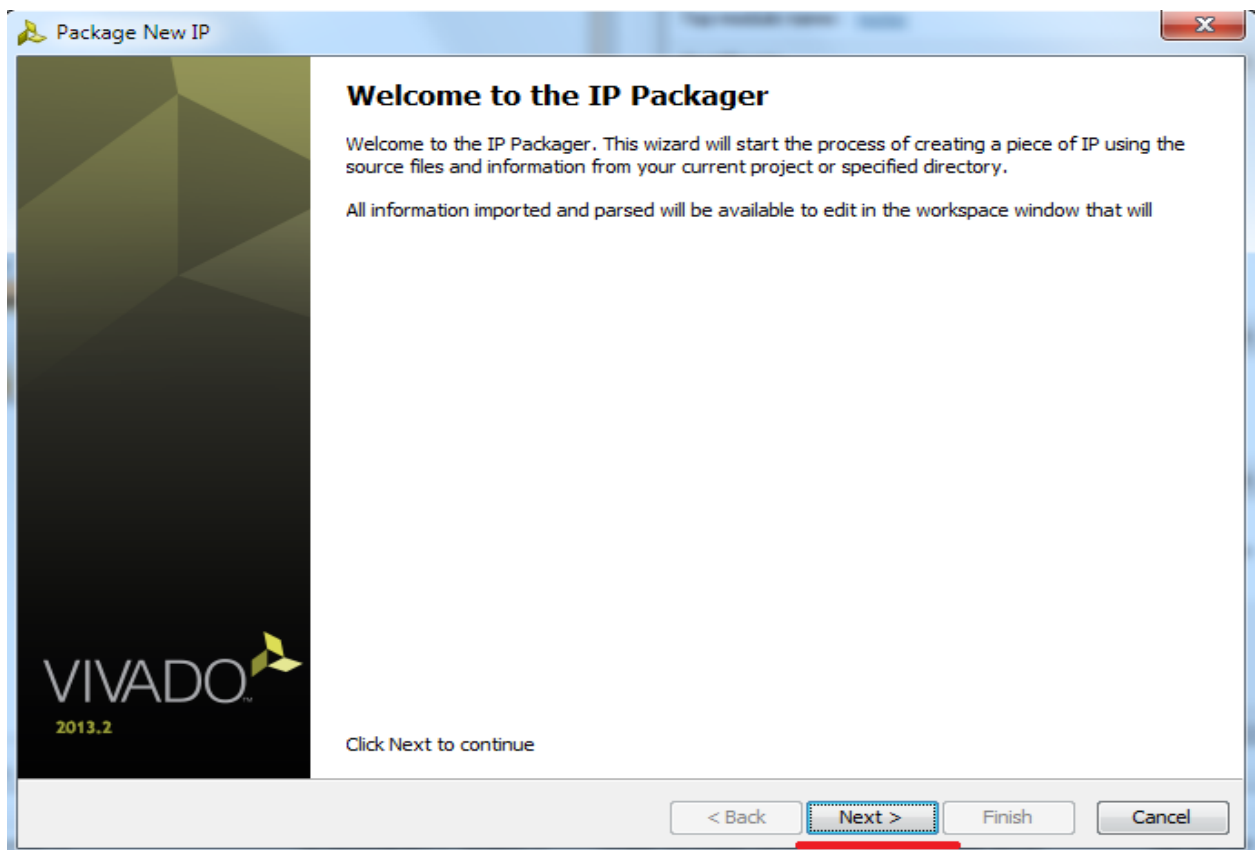 Package New IP
Welcome to the IP Packager
Welcome to the IP Packager. This wizard will start the process of creating a piece of IP using the
source files and information from your current project or specified directory.
All information imported and parsed will be available to edit in the workspace window that will
VIVADO™
2013.2
Click Next to continue
< Back
Next >
Finish
Cancel